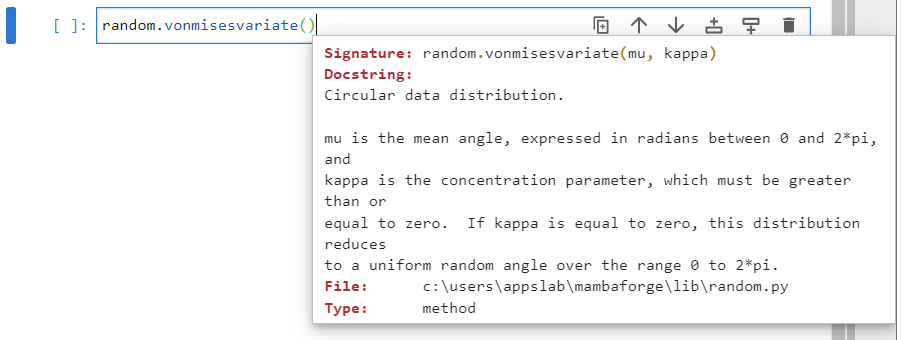 [ ]: random.vonmisesvariate()
Signature: random.vonmisesvariate(mu, kappa)
Docstring:
Circular data distribution.
mu is the mean angle, expressed in radians between 0 and 2*pi,
and
kappa is the concentration parameter, which must be greater
than or
equal to zero.  If kappa is equal to zero, this distribution
reduces
to a uniform random angle over the range 0 to 2*pi.
File:      c:\users\appslab\mambaforge\lib\random.py
Type:      method